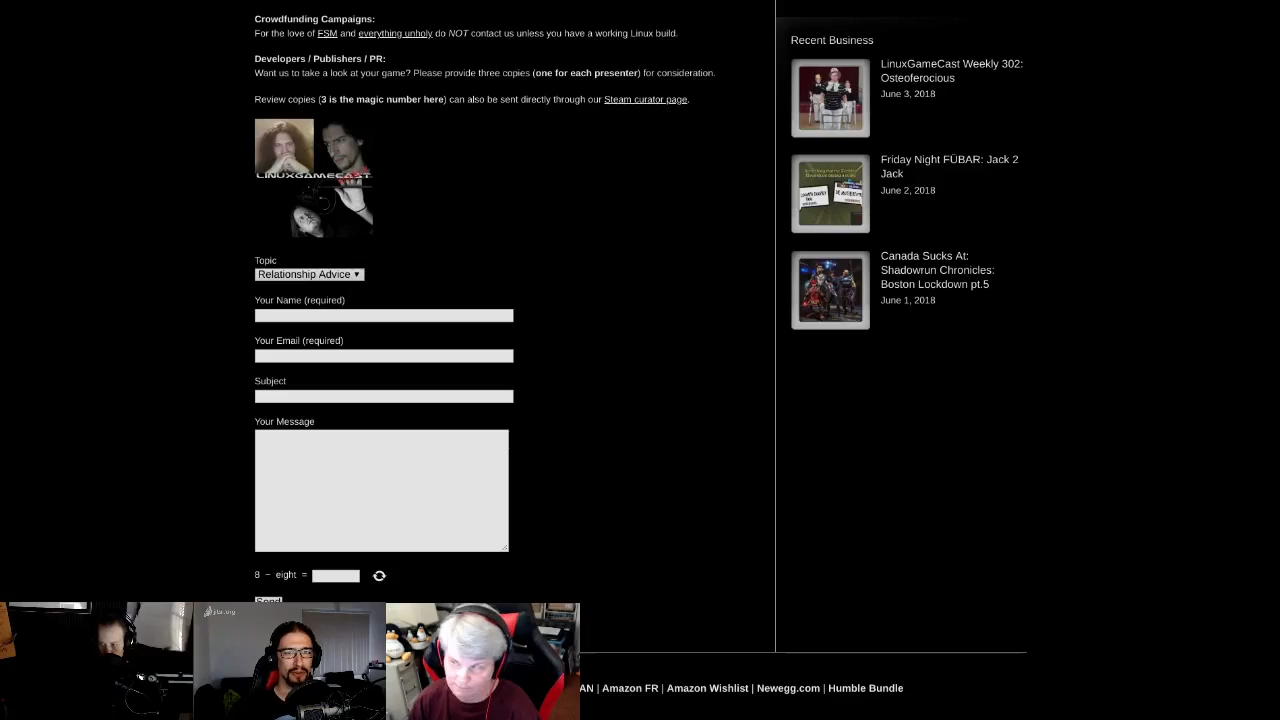 Crowdfunding Campaigns:
For the love of FSM and everything unholy do NOT contact us unless you have a working Linux build.
Developers / Publishers / PR:
Want us to take a look at your game? Please provide three copies (one for each presenter) for consideration.
Review copies (3 is the magic number here) can also be sent directly through our Steam curator page.
LINUXGAMECAST
Topic
Relationship Advice ▾
Your Name (required)
Your Email (required)
Subject
Your Message
8 − eight =
Send
Recent Business
LinuxGameCast Weekly 302:
Osteoferocious
June 3, 2018
Friday Night FÜBAR: Jack 2
Jack
June 2, 2018
Canada Sucks At:
Shadowrun Chronicles:
Boston Lockdown pt.5
June 1, 2018
AN | Amazon FR | Amazon Wishlist | Newegg.com | Humble Bundle